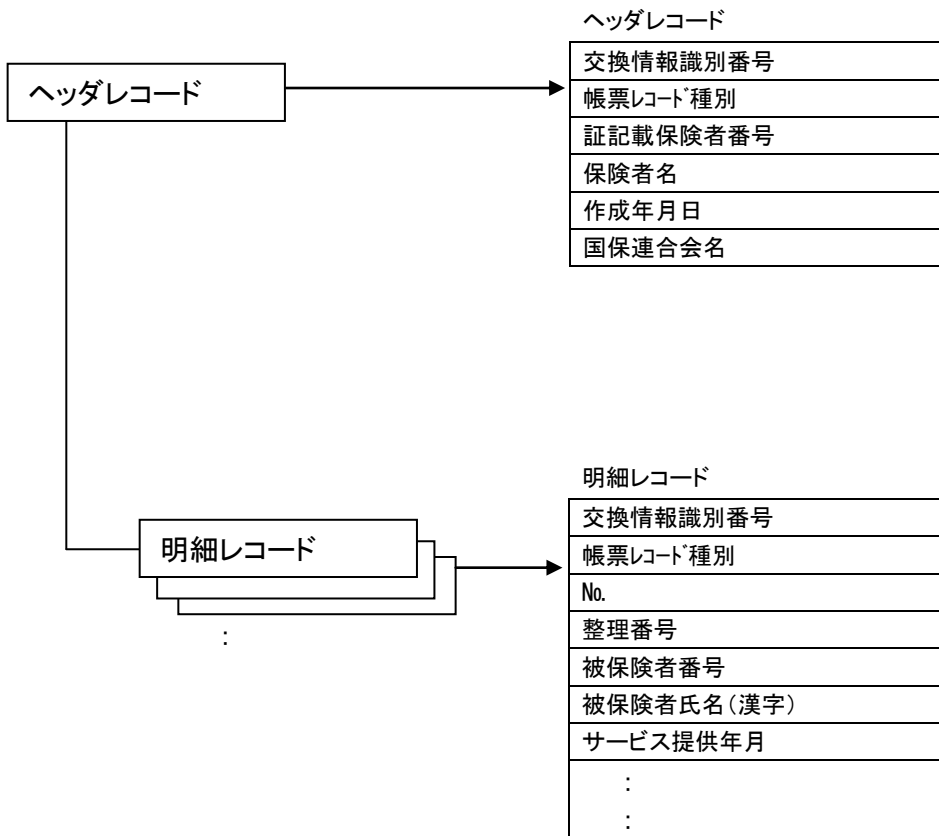 ヘッダレコード
交換情報識別番号
ヘッダレコード
帳票ﾚｺｰﾄﾞ種別
証記載保険者番号
保険者名
作成年月日
国保連合会名
明細レコード
交換情報識別番号
明細レコード
帳票ﾚｺｰﾄﾞ種別
№
整理番号
:
被保険者番号
被保険者氏名(漢字)
サービス提供年月
:
: